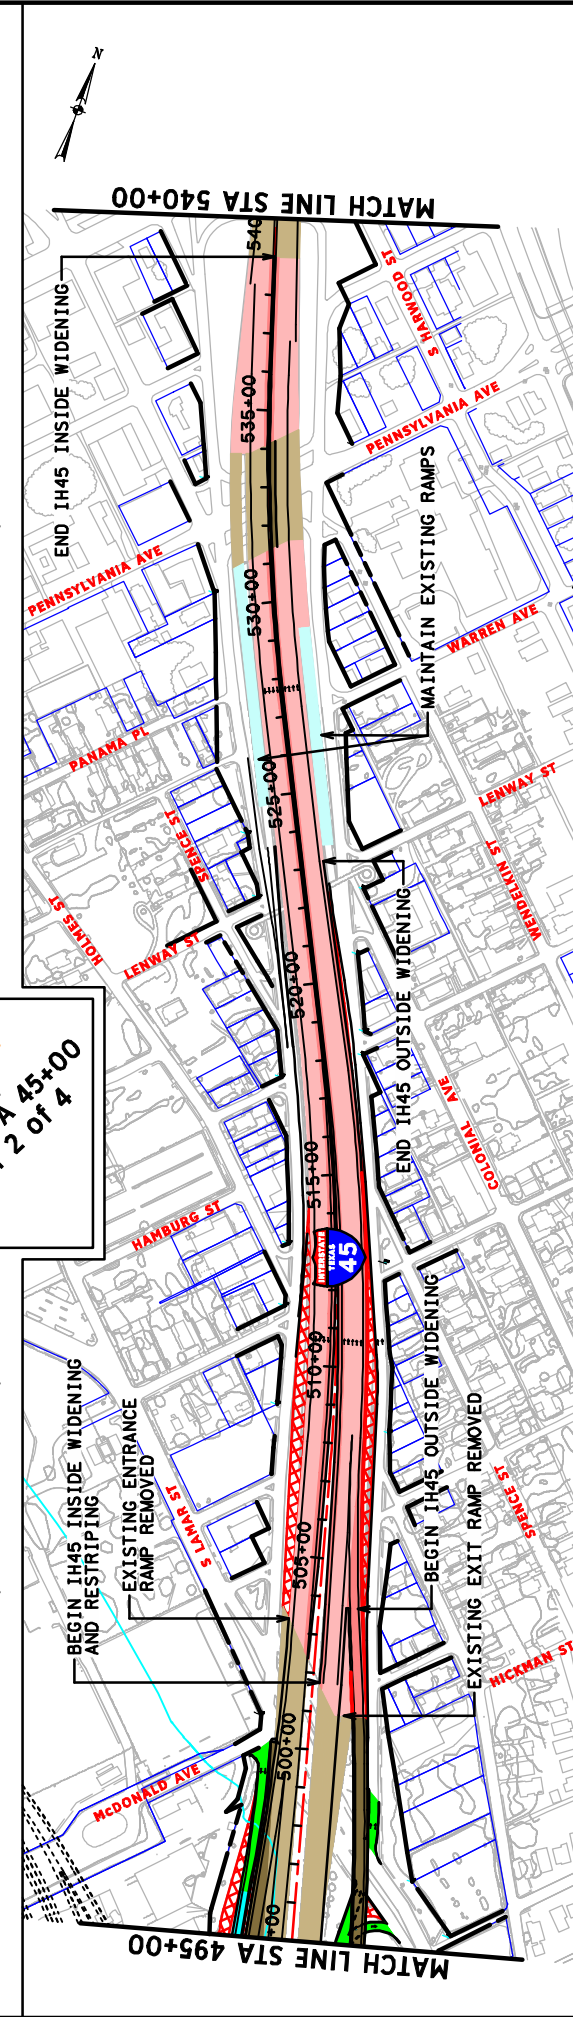 N
MATCH LINE STA 540+00
540
END IH45 INSIDE WIDENING
S HARWOOD ST
535+00
PENNSYLVANIA AVE
MAINTAIN EXISTING RAMPS
PENNSYLVANIA AVE
530+00
WARREN AVE
PANAMA PL
525+00
LENWAY ST
SPENCE ST
WENDELKIN ST
HOLMES ST
LENWAY ST
520+00
END IH45 OUTSIDE WIDENING
A 45+00
2 of 4
COLONIAL AVE
515+00
HAMBURG ST
INTERSTATE
TEXAS
45
510+00
BEGIN IH45 OUTSIDE WIDENING
BEGIN IH45 INSIDE WIDENING
AND RESTRIPING
EXISTING ENTRANCE
RAMP REMOVED
EXISTING EXIT RAMP REMOVED
S LAMAR ST
SPENCE ST
505+00
HICKMAN ST
500+00
McDONALD AVE
+00
MATCH LINE STA 495+00